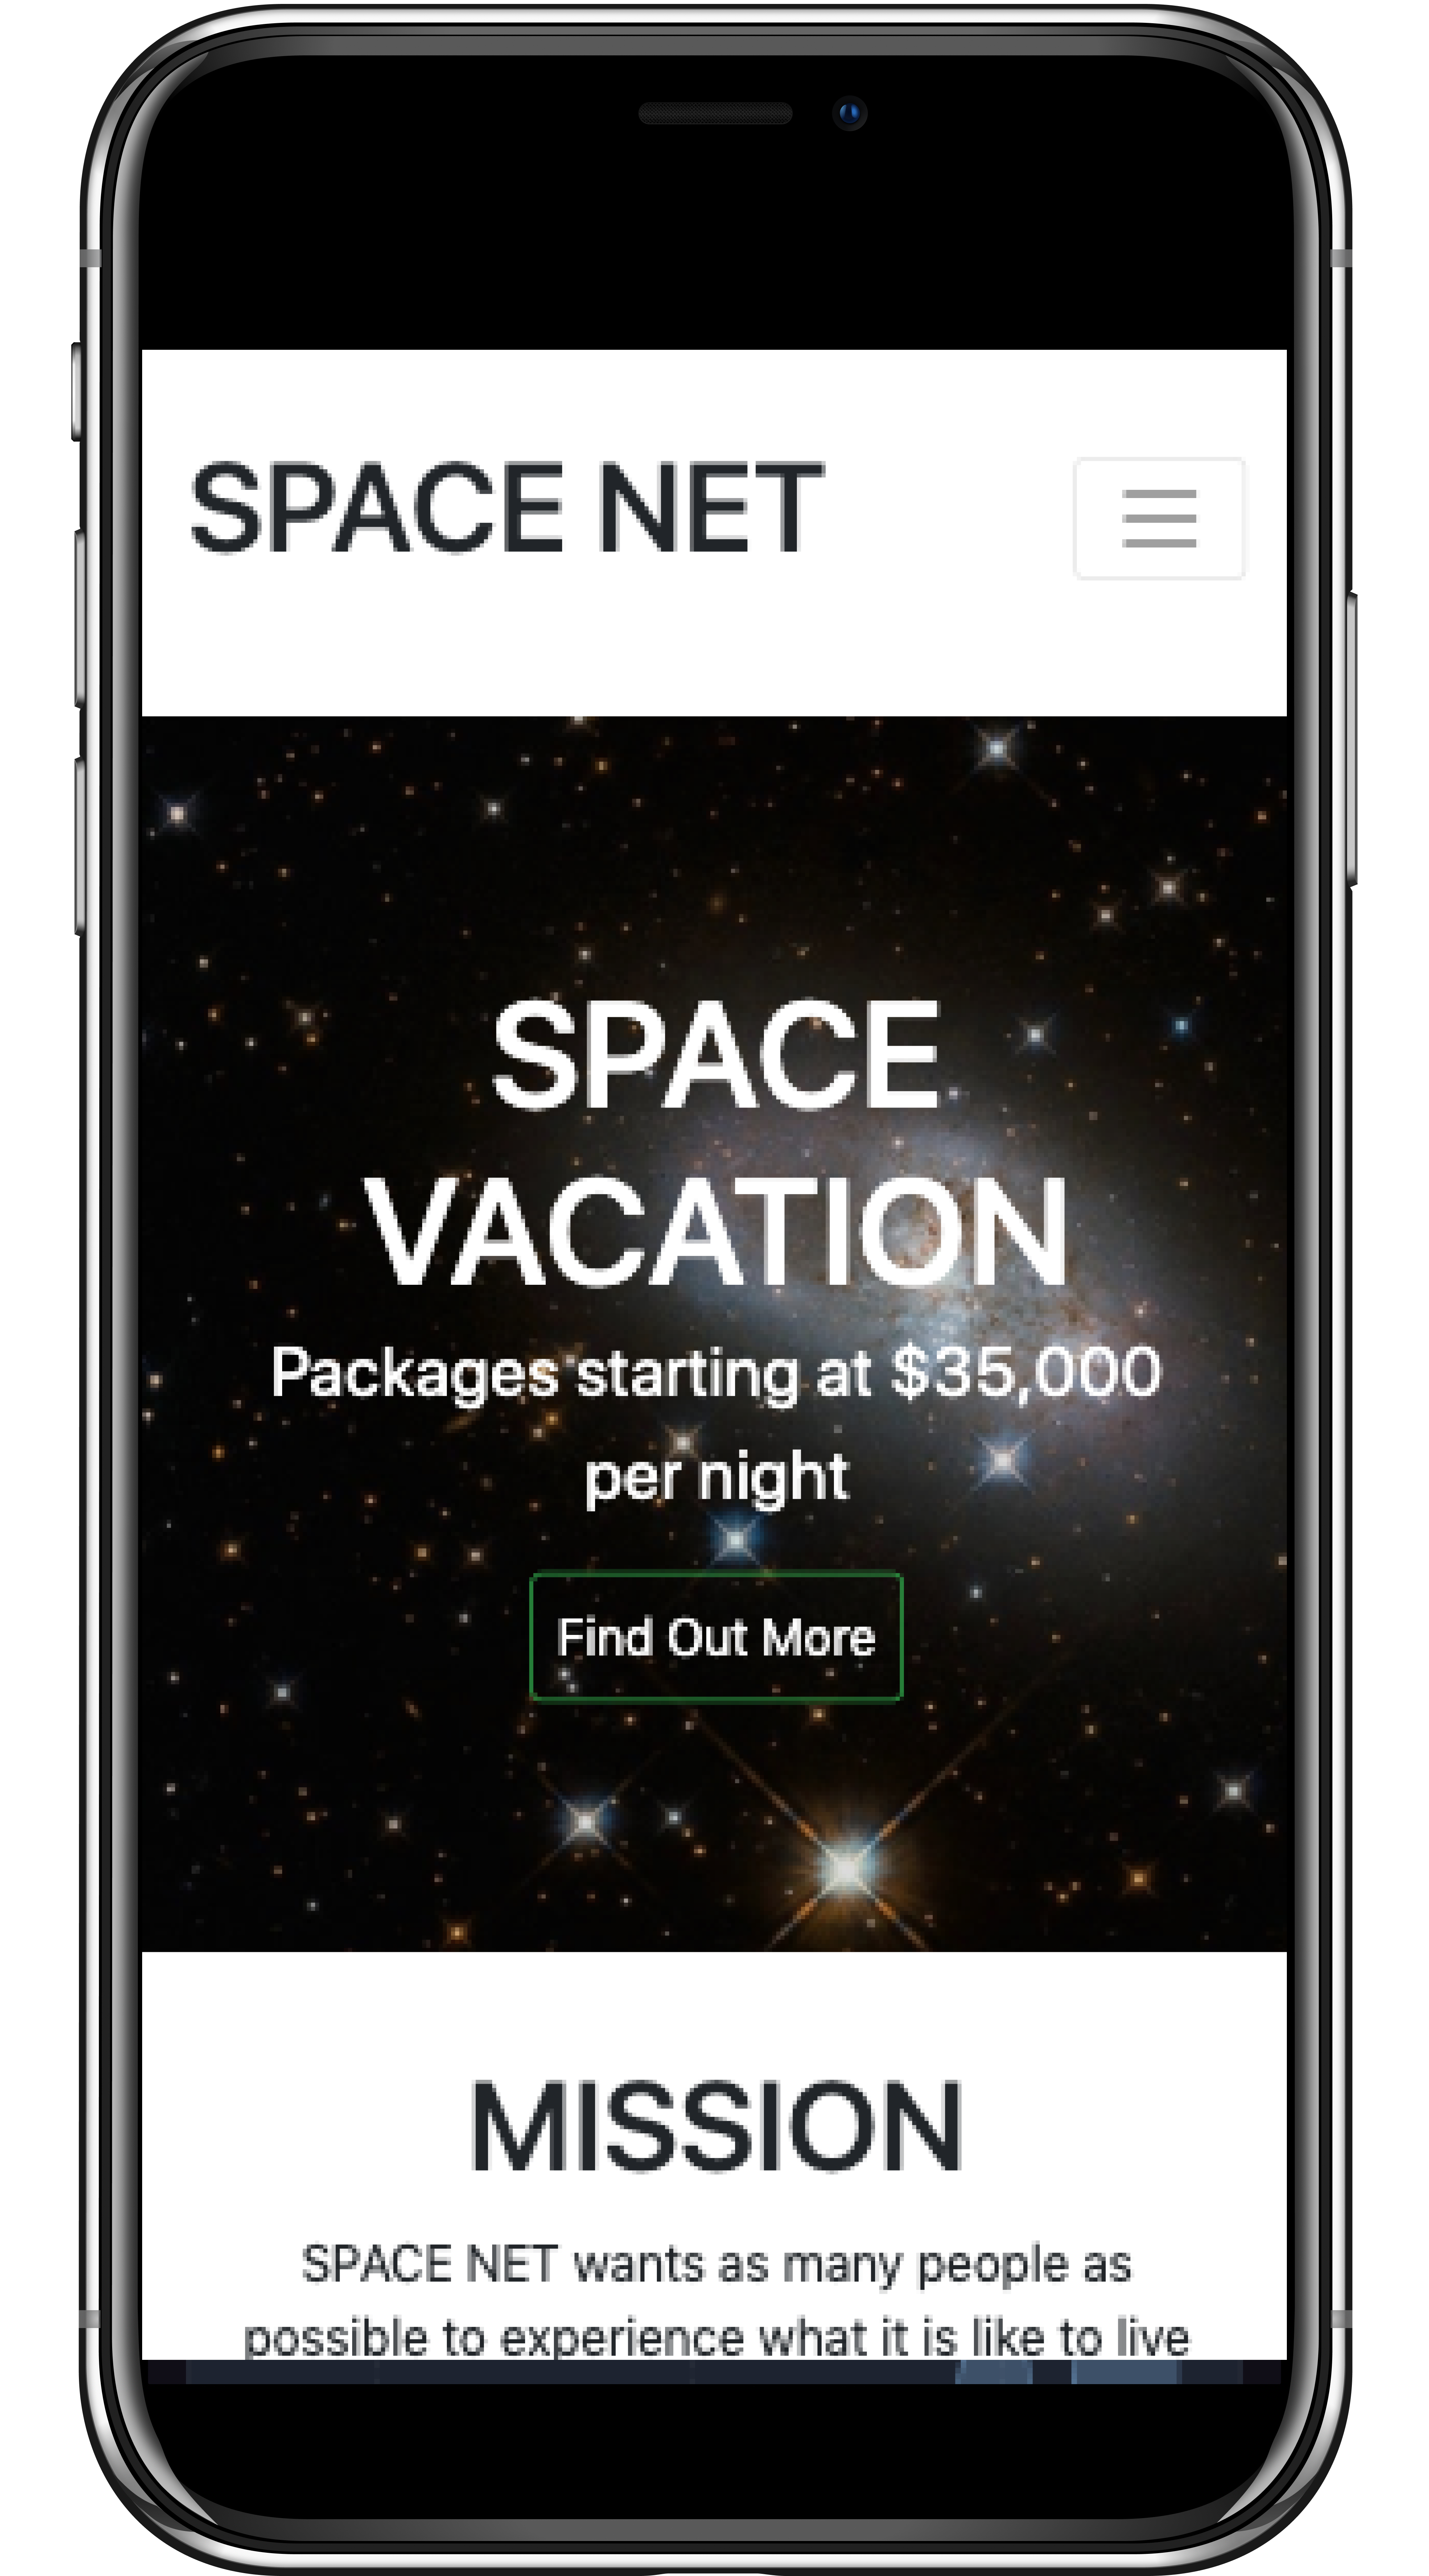 SPACE NET
SPACE
VACATION
Packages starting at $35,000
per night
Find Out More
MISSION
SPACE NET wants as many people as
possible to experience what it is like to live